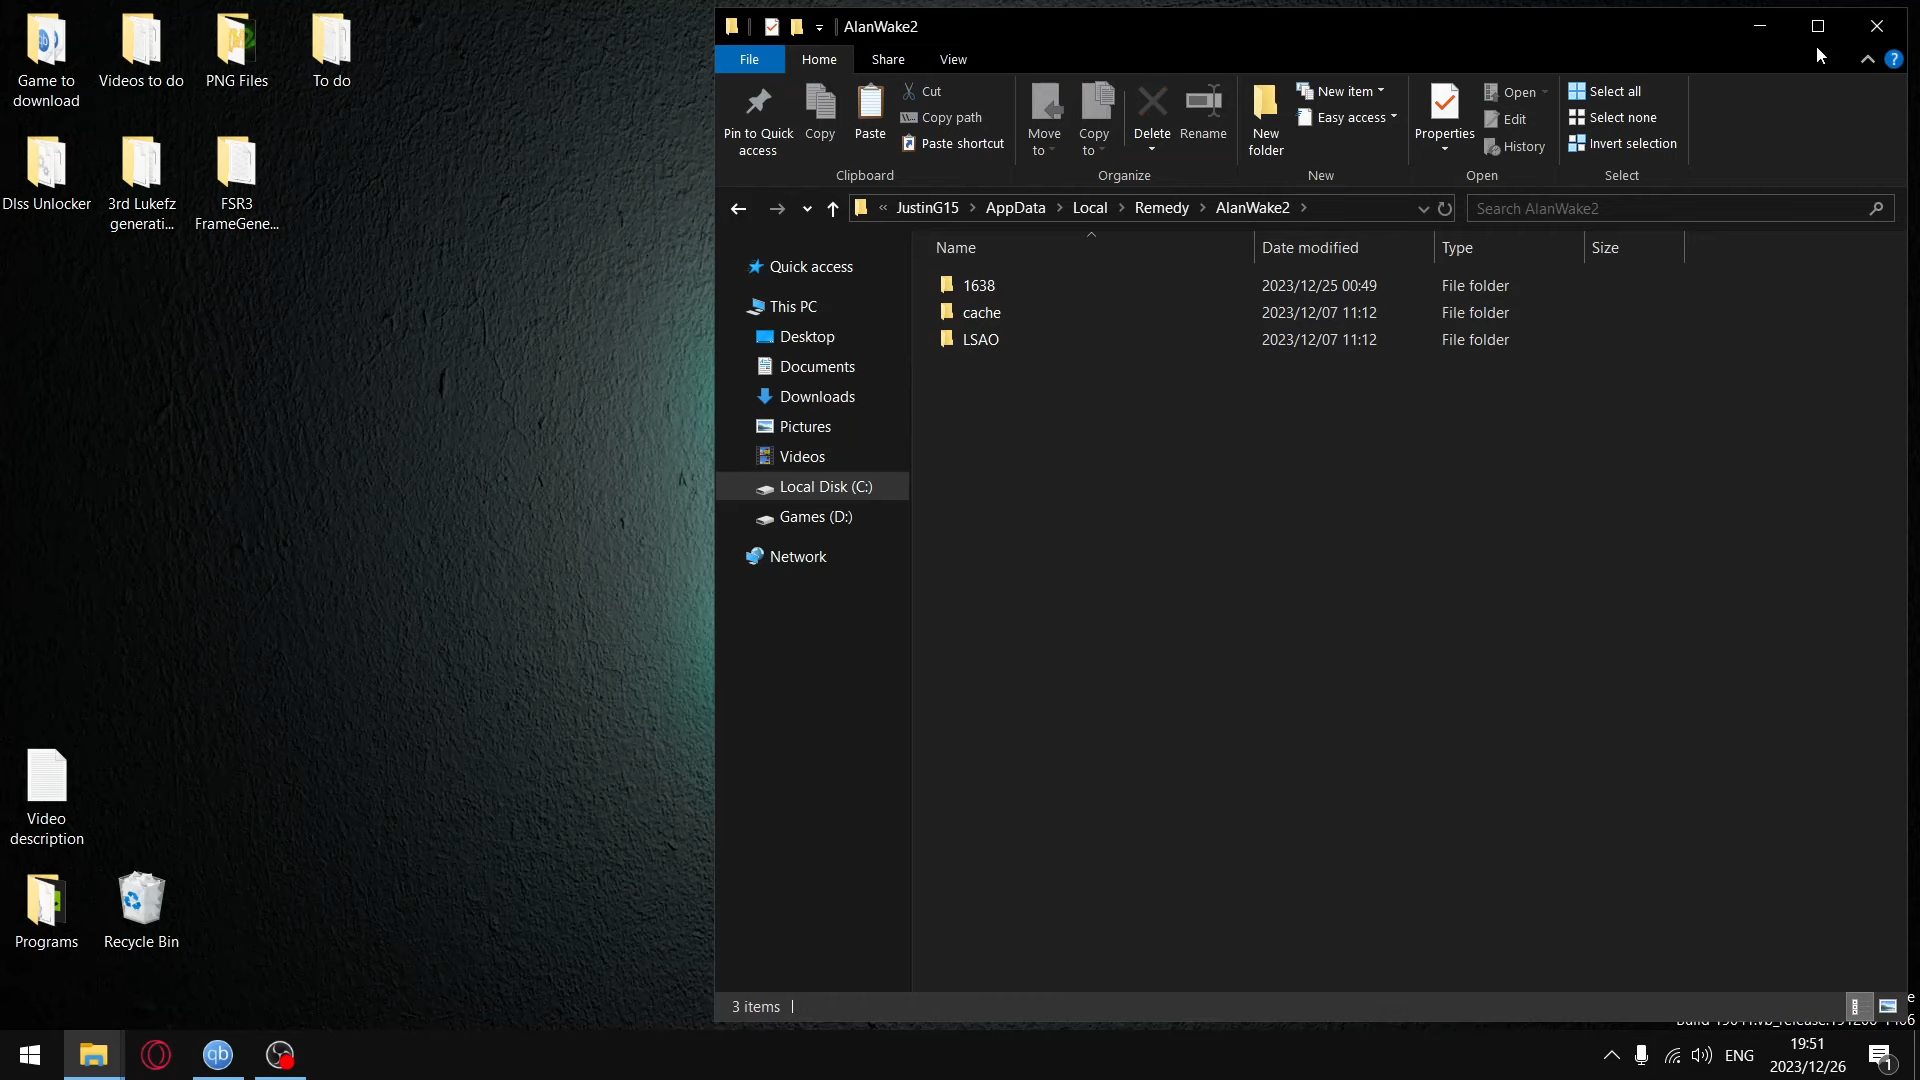 Game to
download
Videos to do
PNG Files
To do
Dlss Unlocker
3rd Lukefz
generati...
FSR3
FrameGene...
Video
description
Programs
Recycle Bin
AlanWake2
File
Home
Share
View
Pin to Quick
access
Copy
Paste
Cut
Copy path
Paste shortcut
Clipboard
Move
to
Copy
to
Delete
Rename
Organize
New
folder
New item
Easy access
New
Properties
Open
Edit
History
Open
Select all
Select none
Invert selection
Select
« JustinG15 > AppData > Local > Remedy > AlanWake2 >
Search AlanWake2
Name
Date modified
Type
Size
1638
2023/12/25 00:49
File folder
cache
2023/12/07 11:12
File folder
LSAO
2023/12/07 11:12
File folder
Quick access
This PC
Desktop
Documents
Downloads
Pictures
Videos
Local Disk (C:)
Games (D:)
Network
3 items
qb
ENG
19:51
2023/12/26
1